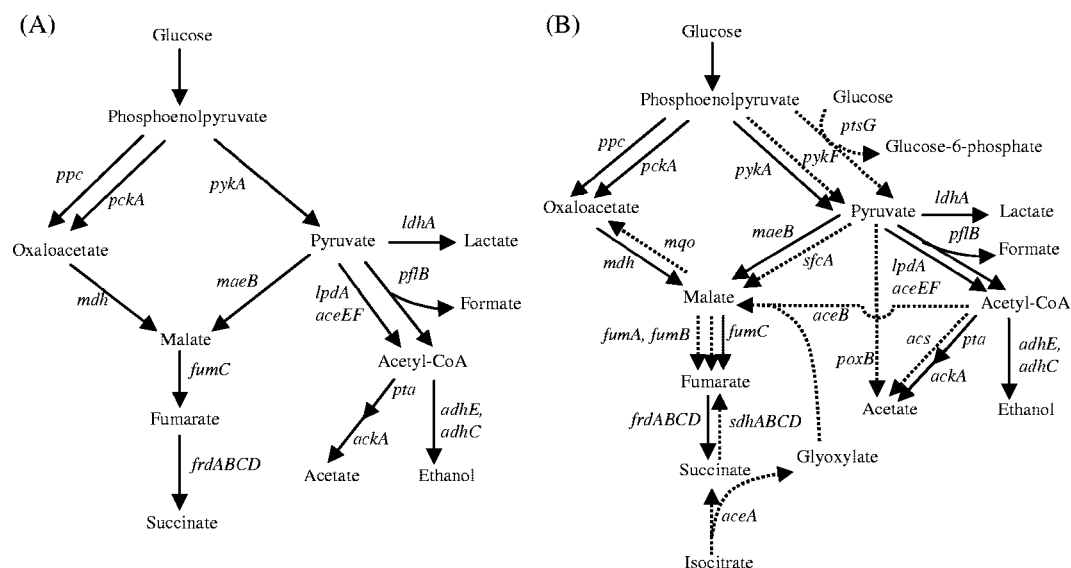 (A)
Glucose
Phosphoenolpyruvate
ppc
pckA
pykA
Oxaloacetate
Pyruvate
ldhA
Lactate
mdh
maeB
lpdA
aceEF
pflB
Formate
Malate
fumC
Acetyl-CoA
Fumarate
pta
ackA
adhE,
adhC
frdABCD
Acetate
Ethanol
Succinate
(B)
Glucose
Phosphoenolpyruvate
Glucose
ppc
pckA
pykA
pykF
ptsG
Glucose-6-phosphate
Oxaloacetate
Pyruvate
ldhA
Lactate
mdh
mqo
maeB
sfcA
pflB
Formate
lpdA
aceEF
Malate
aceB
Acetyl-CoA
fumA, fumB
fumC
poxB
acs
pta
ackA
adhE,
adhC
Fumarate
Acetate
Ethanol
frdABCD
sdhABCD
Succinate
Glyoxylate
aceA
Isocitrate